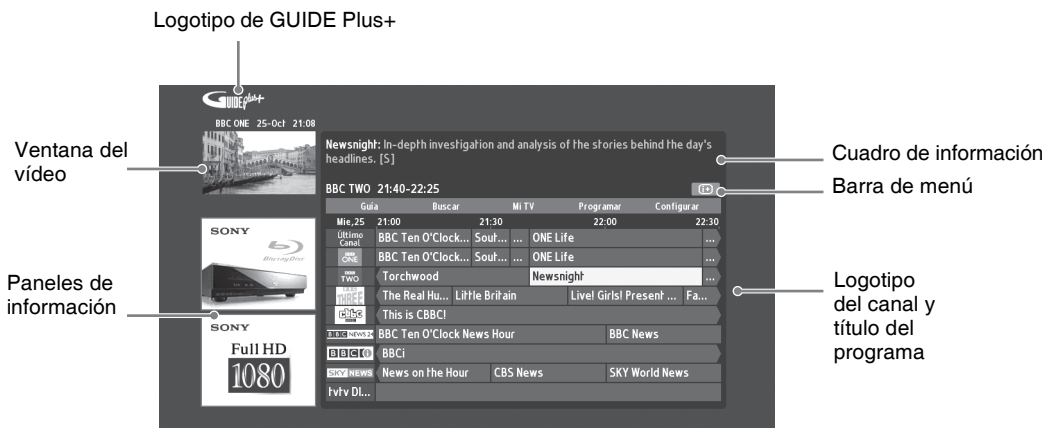 Logotipo de GUIDE Plus+
GUIDE plus+
BBC ONE 25-Oct 21:08
Ventana del
vídeo
Newsnight: In-depth investigation and analysis of the stories behind the day's
headlines. [S]
Cuadro de información
BBC TWO 21:40-22:25
i+
Barra de menú
Guía Buscar Mi TV Programar Configurar
Mie,25 21:00 21:30 22:00 22:30
Último
Canal
BBC Ten O'Clock... Sout... ... ONE Life ...
BBC ONE BBC Ten O'Clock... Sout... ... ONE Life ...
BBC TWO Torchwood Newsnight ...
BBC THREE The Real Hu... Little Britain Live! Girls! Present ... Fa...
cbbc This is CBBC!
BBC NEWS 24 BBC Ten O'Clock News Hour BBC News
BBCi BBCi
SKY NEWS News on the Hour CBS News SKY World News
tvtv DI...
SONY
Blu-ray Disc
Paneles de
información
SONY
Full HD
1080
Logotipo
del canal y
título del
programa